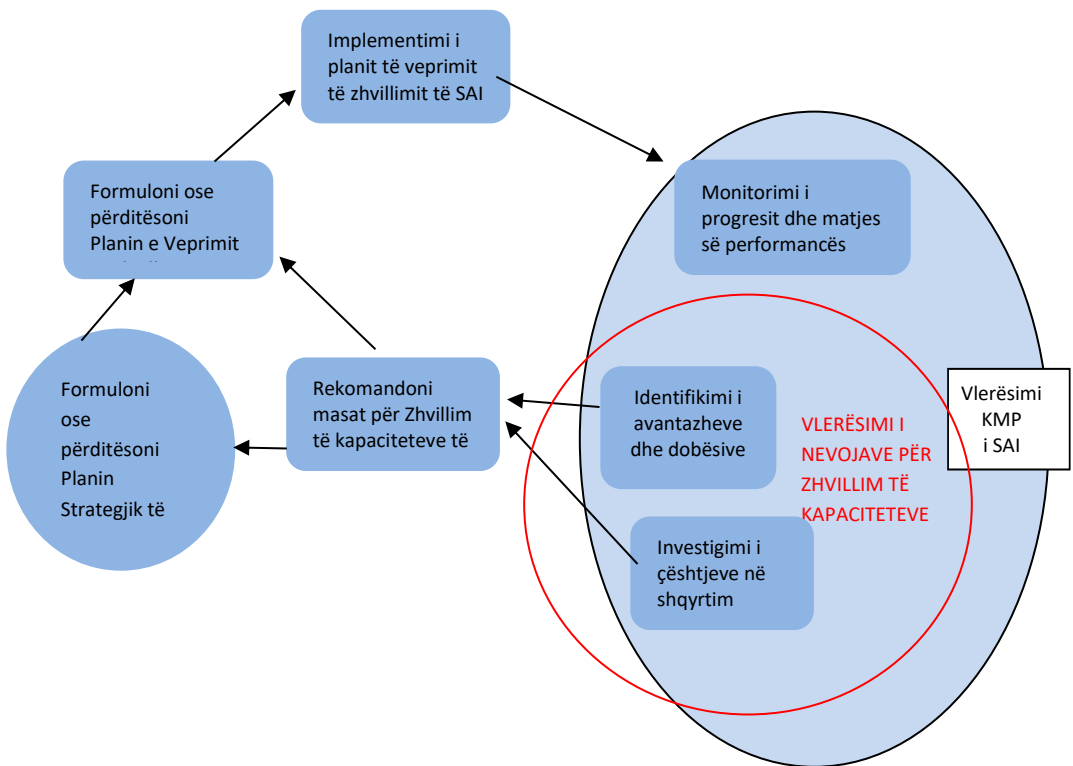 Implementimi i
planit të veprimit
të zhvillimit të SAI
Formuloni ose
përditësoni
Planin e Veprimit
Monitorimi i
progresit dhe matjes
së performancës
Formuloni
ose
përditësoni
Planin
Strategjik të
Rekomandoni
masat për Zhvillim
të kapaciteteve të
Identifikimi i
avantazheve
dhe dobësive
VLERËSIMI I
NEVOJAVE PËR
ZHVILLIM TË
KAPACITETEVE
Vlerësimi
KMP
i SAI
Investigimi i
çështjeve në
shqyrtim